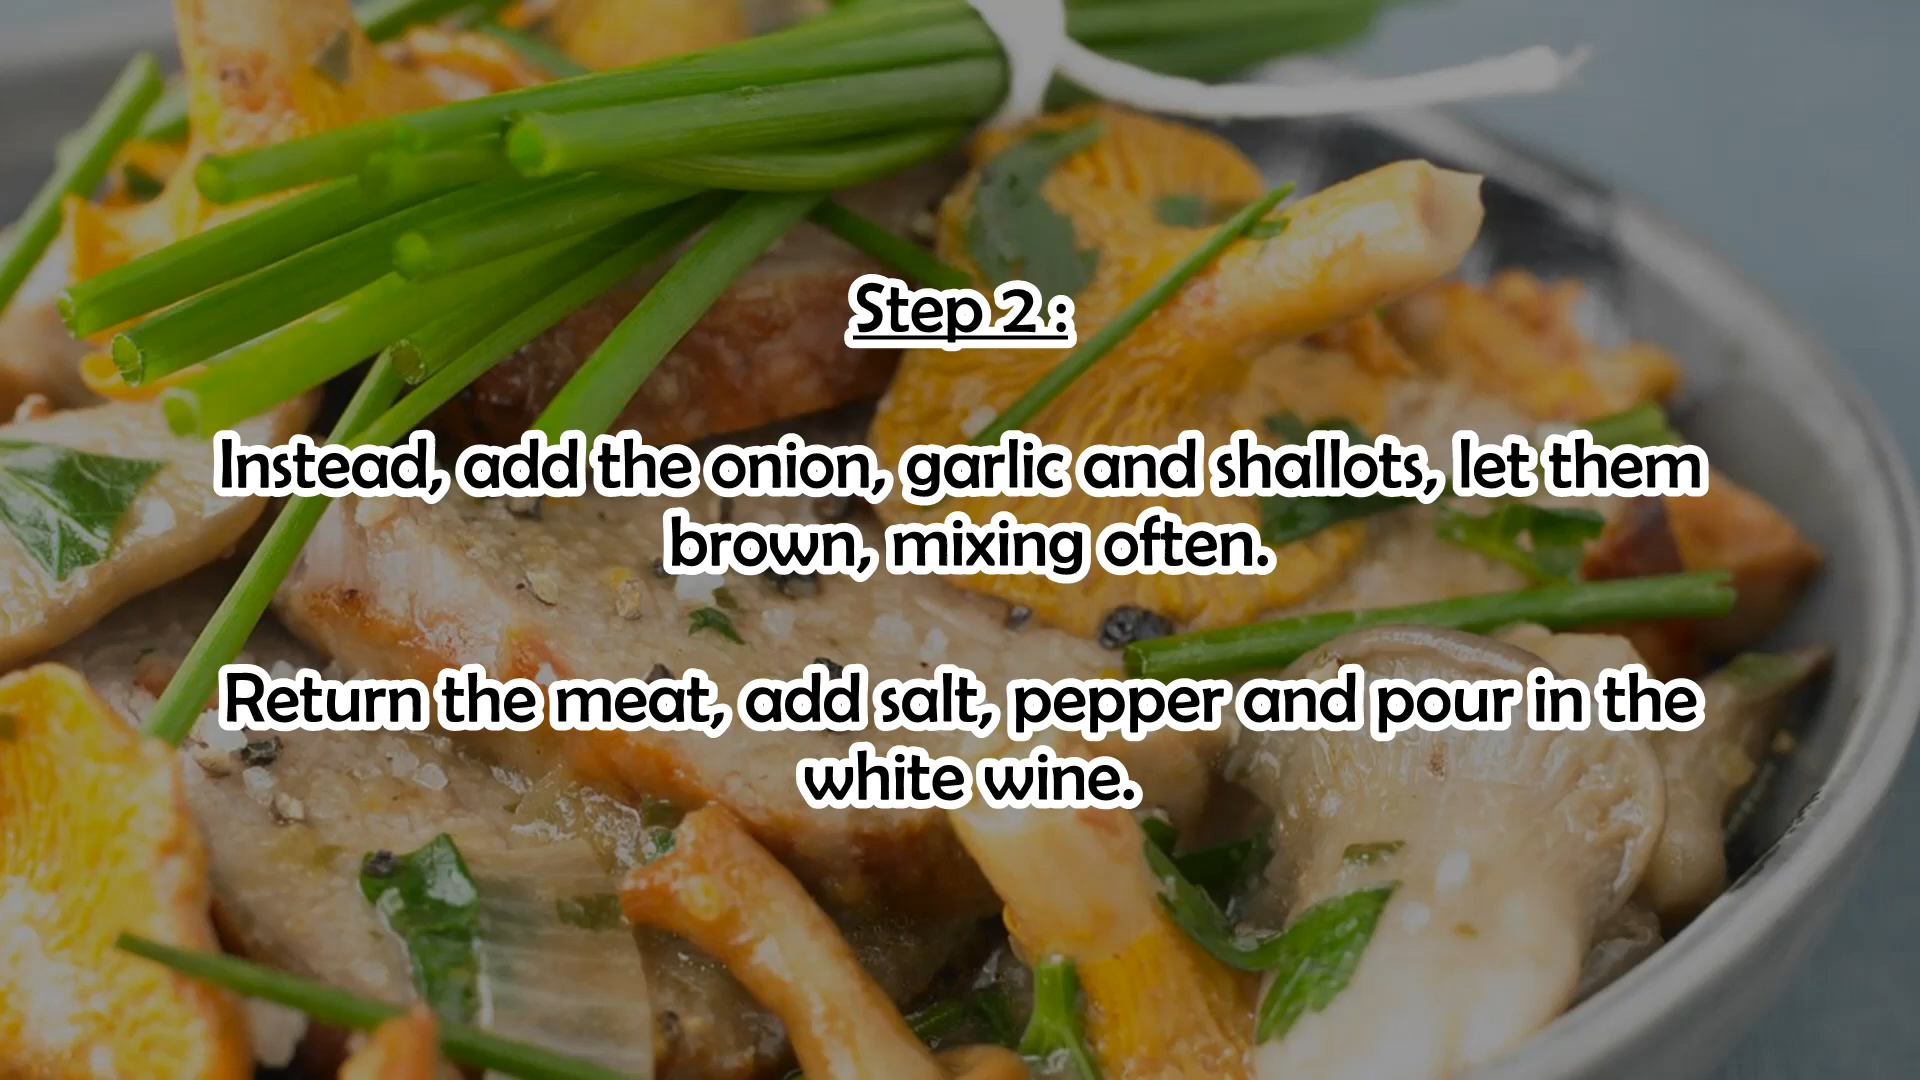 Step 2 :
Instead, add the onion, garlic and shallots, let them
brown, mixing often.
Return the meat, add salt, pepper and pour in the
white wine.